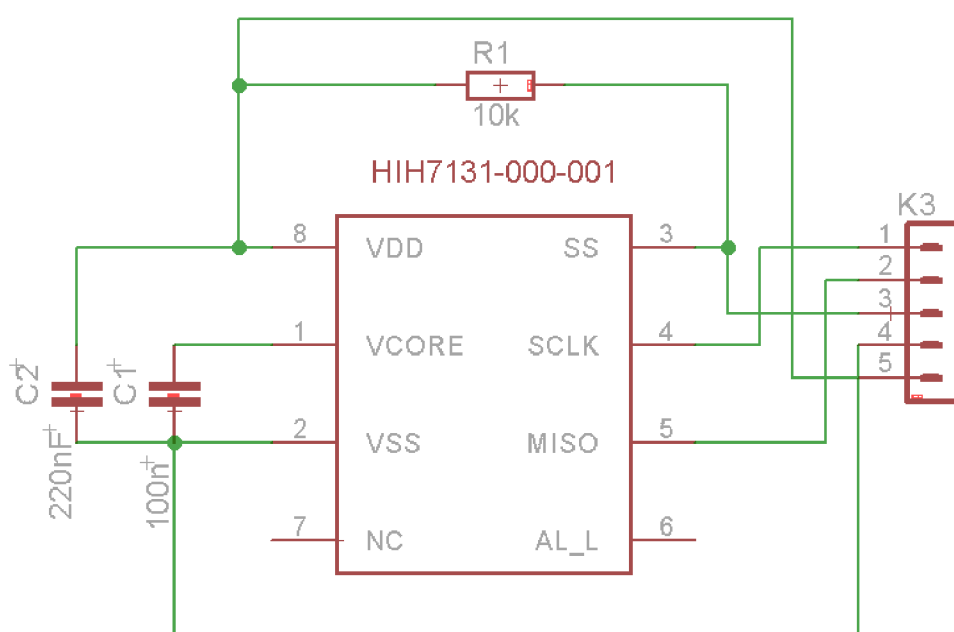 R1
10k
HIH7131-000-001
K3
8 VDD SS 3
1 VCORE SCLK 4
2 VSS MISO 5
7 NC AL_L 6
1
2
3
4
5
C2
220nF
C1
100n